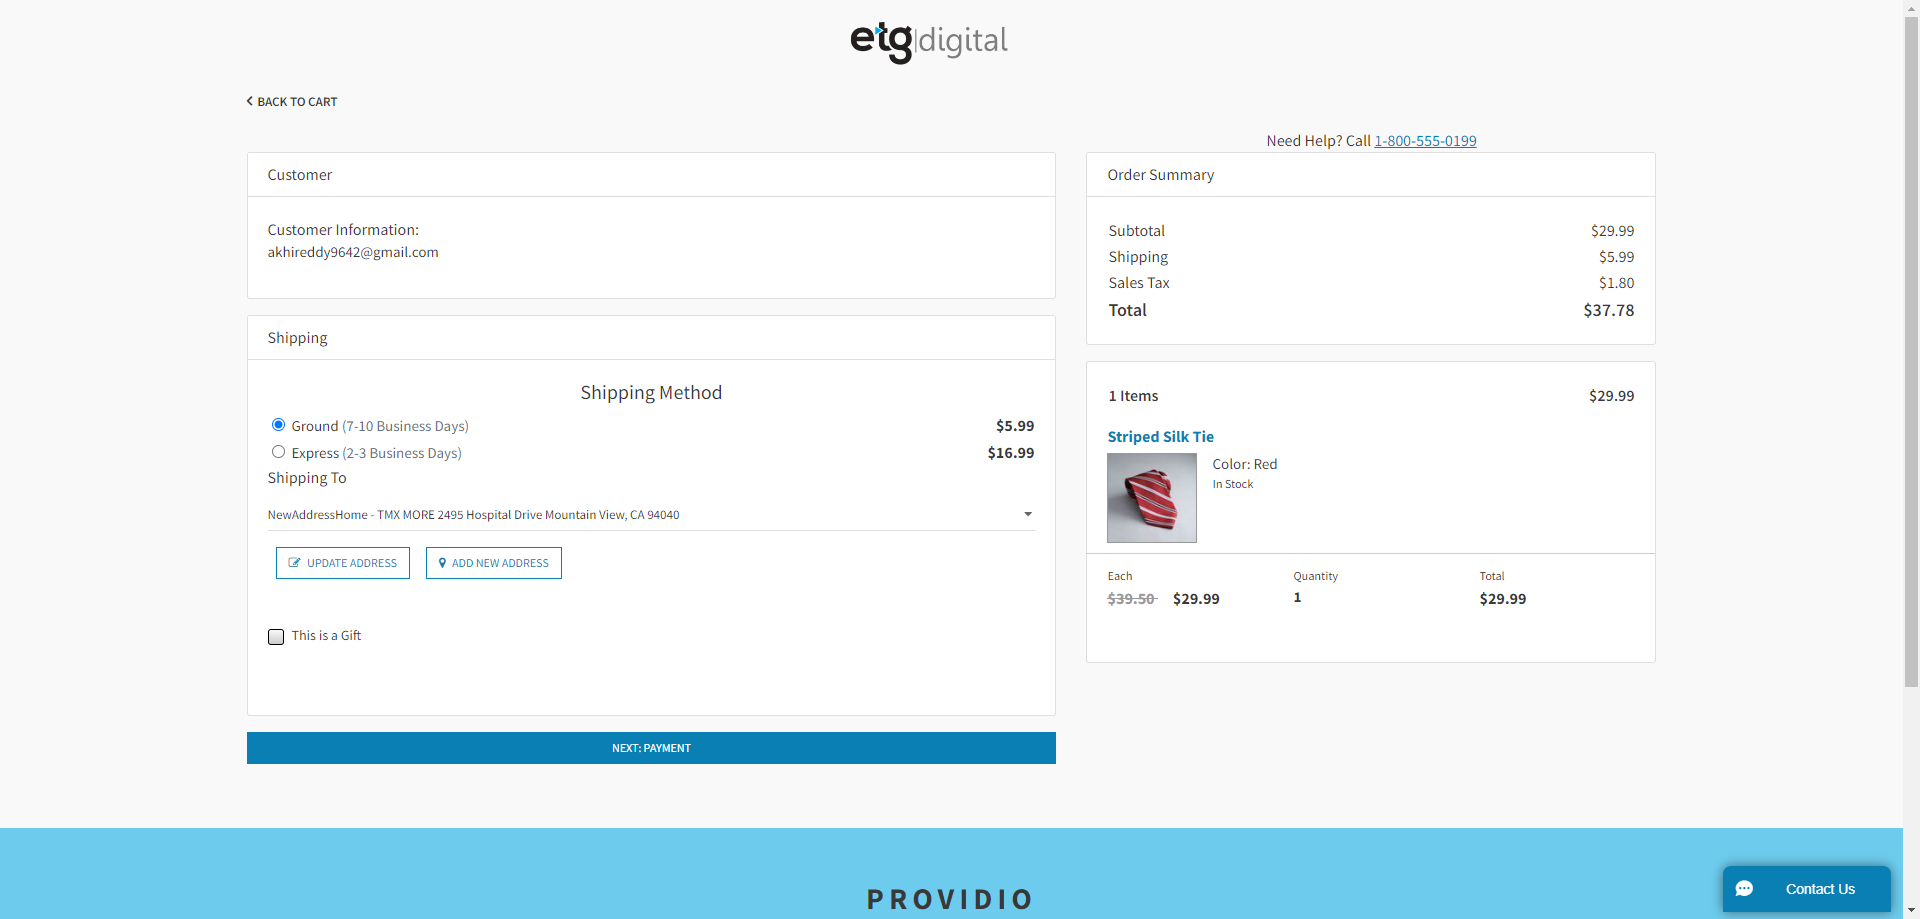 etg|digital
BACK TO CART
Need Help? Call 1-800-555-0199
Customer
Customer Information:
akhireddy9642@gmail.com
Shipping
Shipping Method
Ground (7-10 Business Days) $5.99
Express (2-3 Business Days) $16.99
Shipping To
NewAddressHome - TMX MORE 2495 Hospital Drive Mountain View, CA 94040
UPDATE ADDRESS ADD NEW ADDRESS
This is a Gift
NEXT: PAYMENT
Order Summary
Subtotal $29.99
Shipping $5.99
Sales Tax $1.80
Total $37.78
1 Items $29.99
Striped Silk Tie
Color: Red
In Stock
Each Quantity Total
$39.50 $29.99 1 $29.99
PROVIDIO
Contact Us